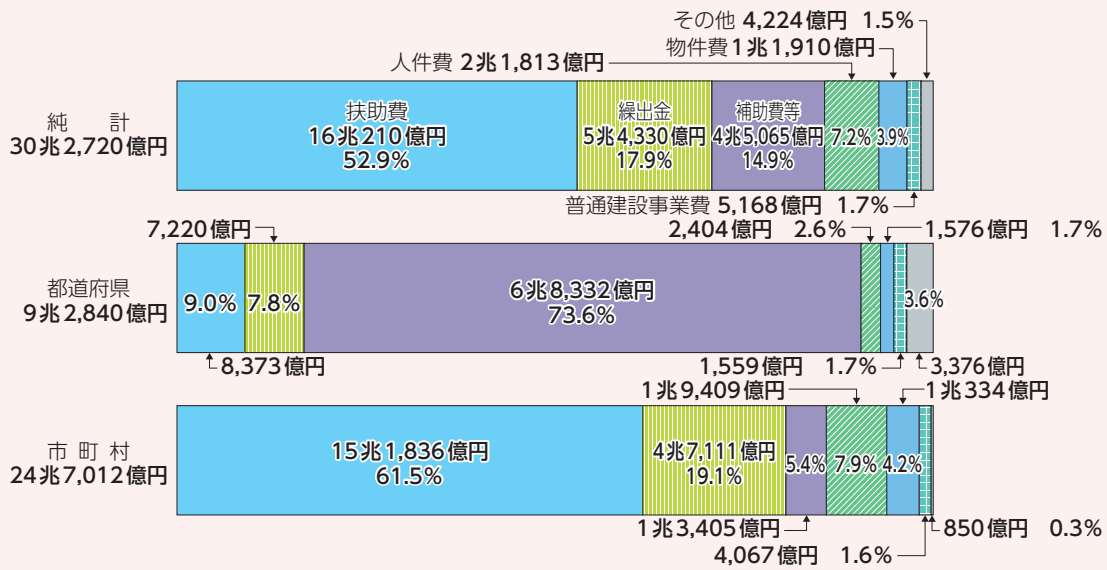 その他 4,224億円 1.5%
物件費 1兆1,910億円
人件費 2兆1,813億円
純計
30兆2,720億円
扶助費
16兆210億円
52.9%
繰出金
5兆4,330億円
17.9%
補助費等
4兆5,065億円
14.9%
7.2%
3.9%
普通建設事業費 5,168億円 1.7%
7,220億円
2,404億円 2.6%
1,576億円 1.7%
都道府県
9兆2,840億円
9.0%
7.8%
6兆8,332億円
73.6%
3.6%
8,373億円
1,559億円 1.7%
3,376億円
1兆9,409億円
1兆334億円
市町村
24兆7,012億円
15兆1,836億円
61.5%
4兆7,111億円
19.1%
5.4%
7.9%
4.2%
1兆3,405億円
850億円 0.3%
4,067億円 1.6%